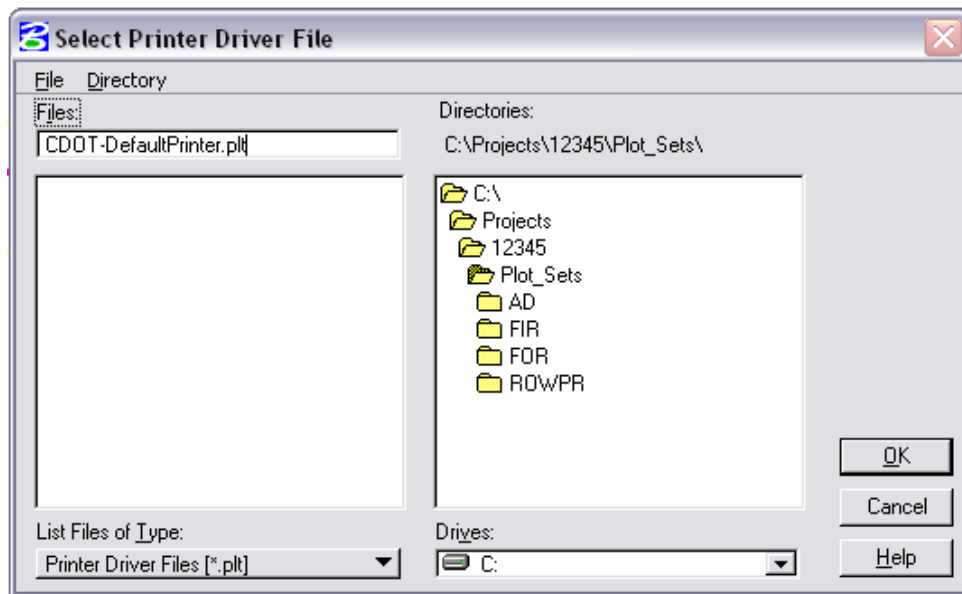 Select Printer Driver File
File Directory
Files:
CDOT-DefaultPrinter.plt
Directories:
C:\Projects\12345\Plot_Sets\
C:\
Projects
12345
Plot_Sets
AD
FIR
FOR
ROWPR
List Files of Type:
Printer Driver Files [*.plt]
Drives:
C:
OK
Cancel
Help